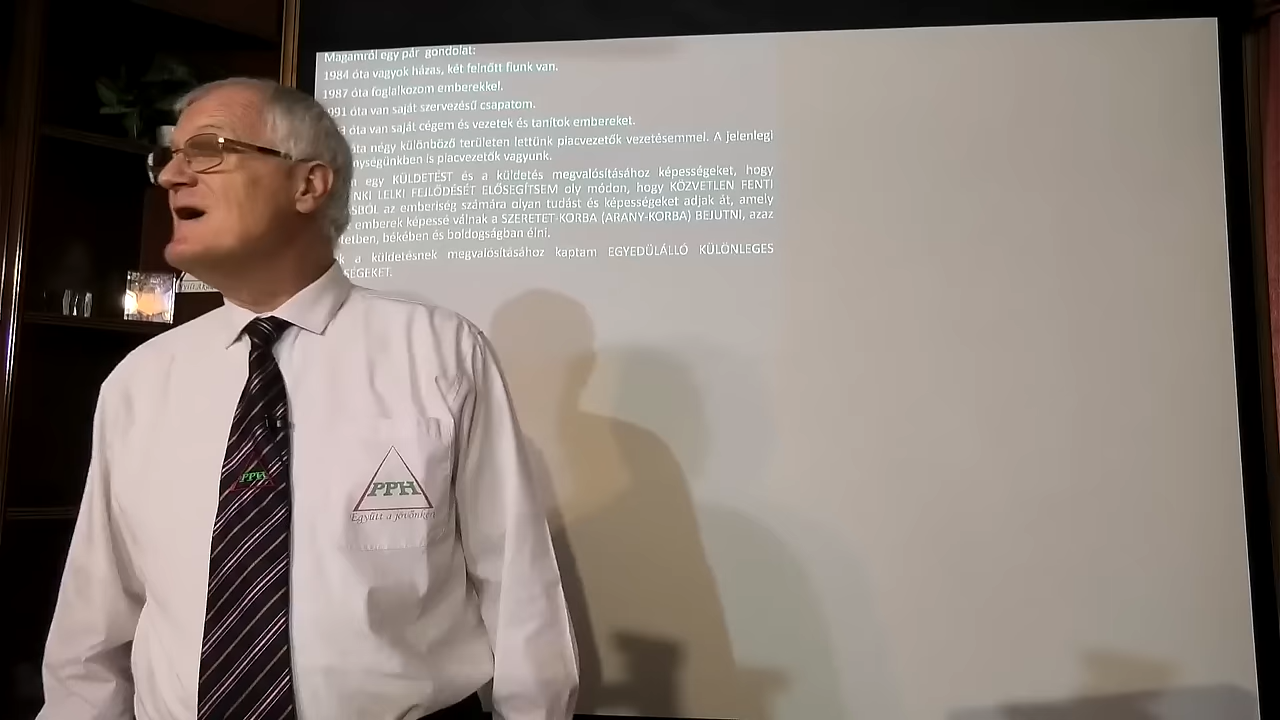 Magamról egy pár gondolat:
1984 óta vagyok házas, két felnőtt fiunk van.
1987 óta foglalkozom emberekkel.
991 óta van saját szervezésű csapatom.
3 óta van saját cégem és vezetek és tanítok embereket.
óta négy különböző területen lettünk piacvezetők vezetésemmel. A jelenlegi
nységünkben is piacvezetők vagyunk.
egy KÜLDETÉST és a küldetés megvalósításához képességeket, hogy
NKI LELKI FEJLŐDÉSÉT ELŐSEGÍTSEM oly módon, hogy KÖZVETLEN FENTI
ÁSBÓL az emberiség számára olyan tudást és képességeket adjak át, amely
emberek képessé válnak a SZERETET-KORBA (ARANY-KORBA) BEJUTNI, azaz
tetben, békében és boldogságban élni.
a küldetésnek megvalósításához kaptam EGYEDÜLÁLLÓ KÜLÖNLEGES
SÉGEKET.
PPH
PPH
Együtt a jövőnkért